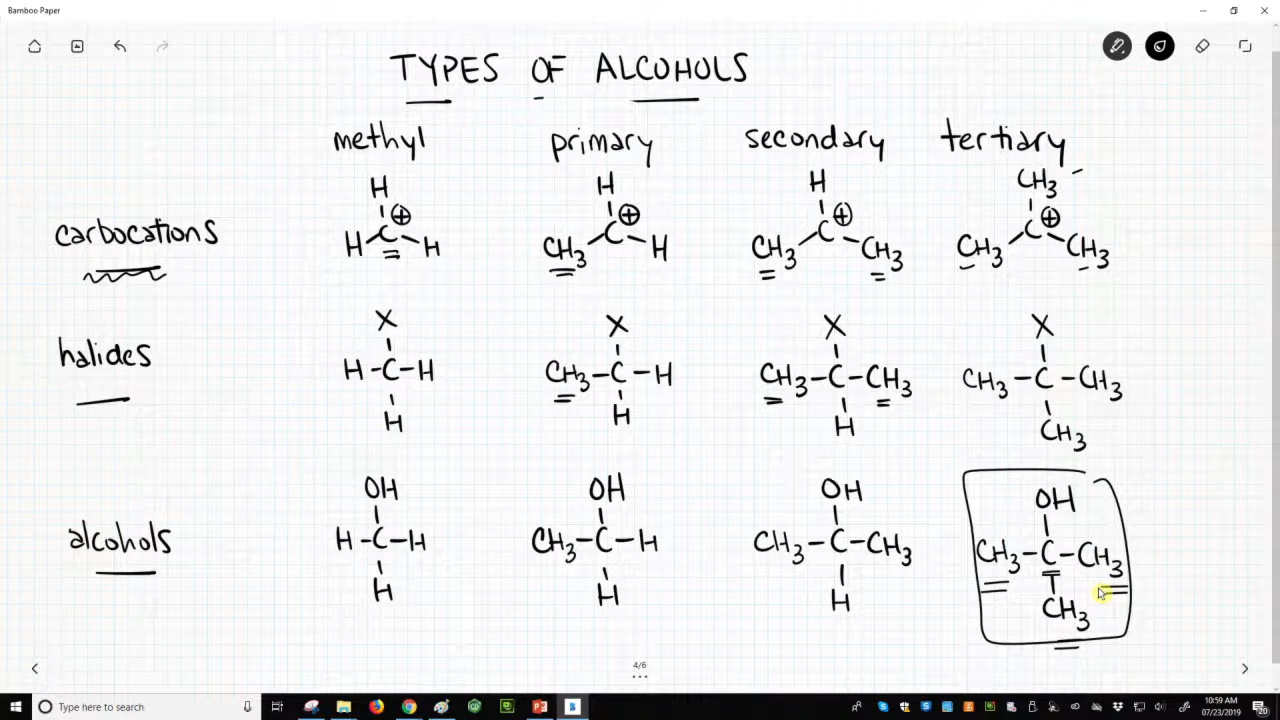 Bamboo Paper
TYPES OF ALCOHOLS
methyl primary secondary tertiary
H H H CH3
carbocations
C⊕ C⊕ C⊕ C⊕
H H CH3 H CH3 CH3 CH3 CH3
X X X X
halides
H-C-H CH3-C-H CH3-C-CH3 CH3-C-CH3
H H H CH3
OH OH OH OH
alcohols
H-C-H CH3-C-H CH3-C-CH3 CH3-C-CH3
H H H CH3
4/6
Type here to search
10:59 AM
07/23/2019
20